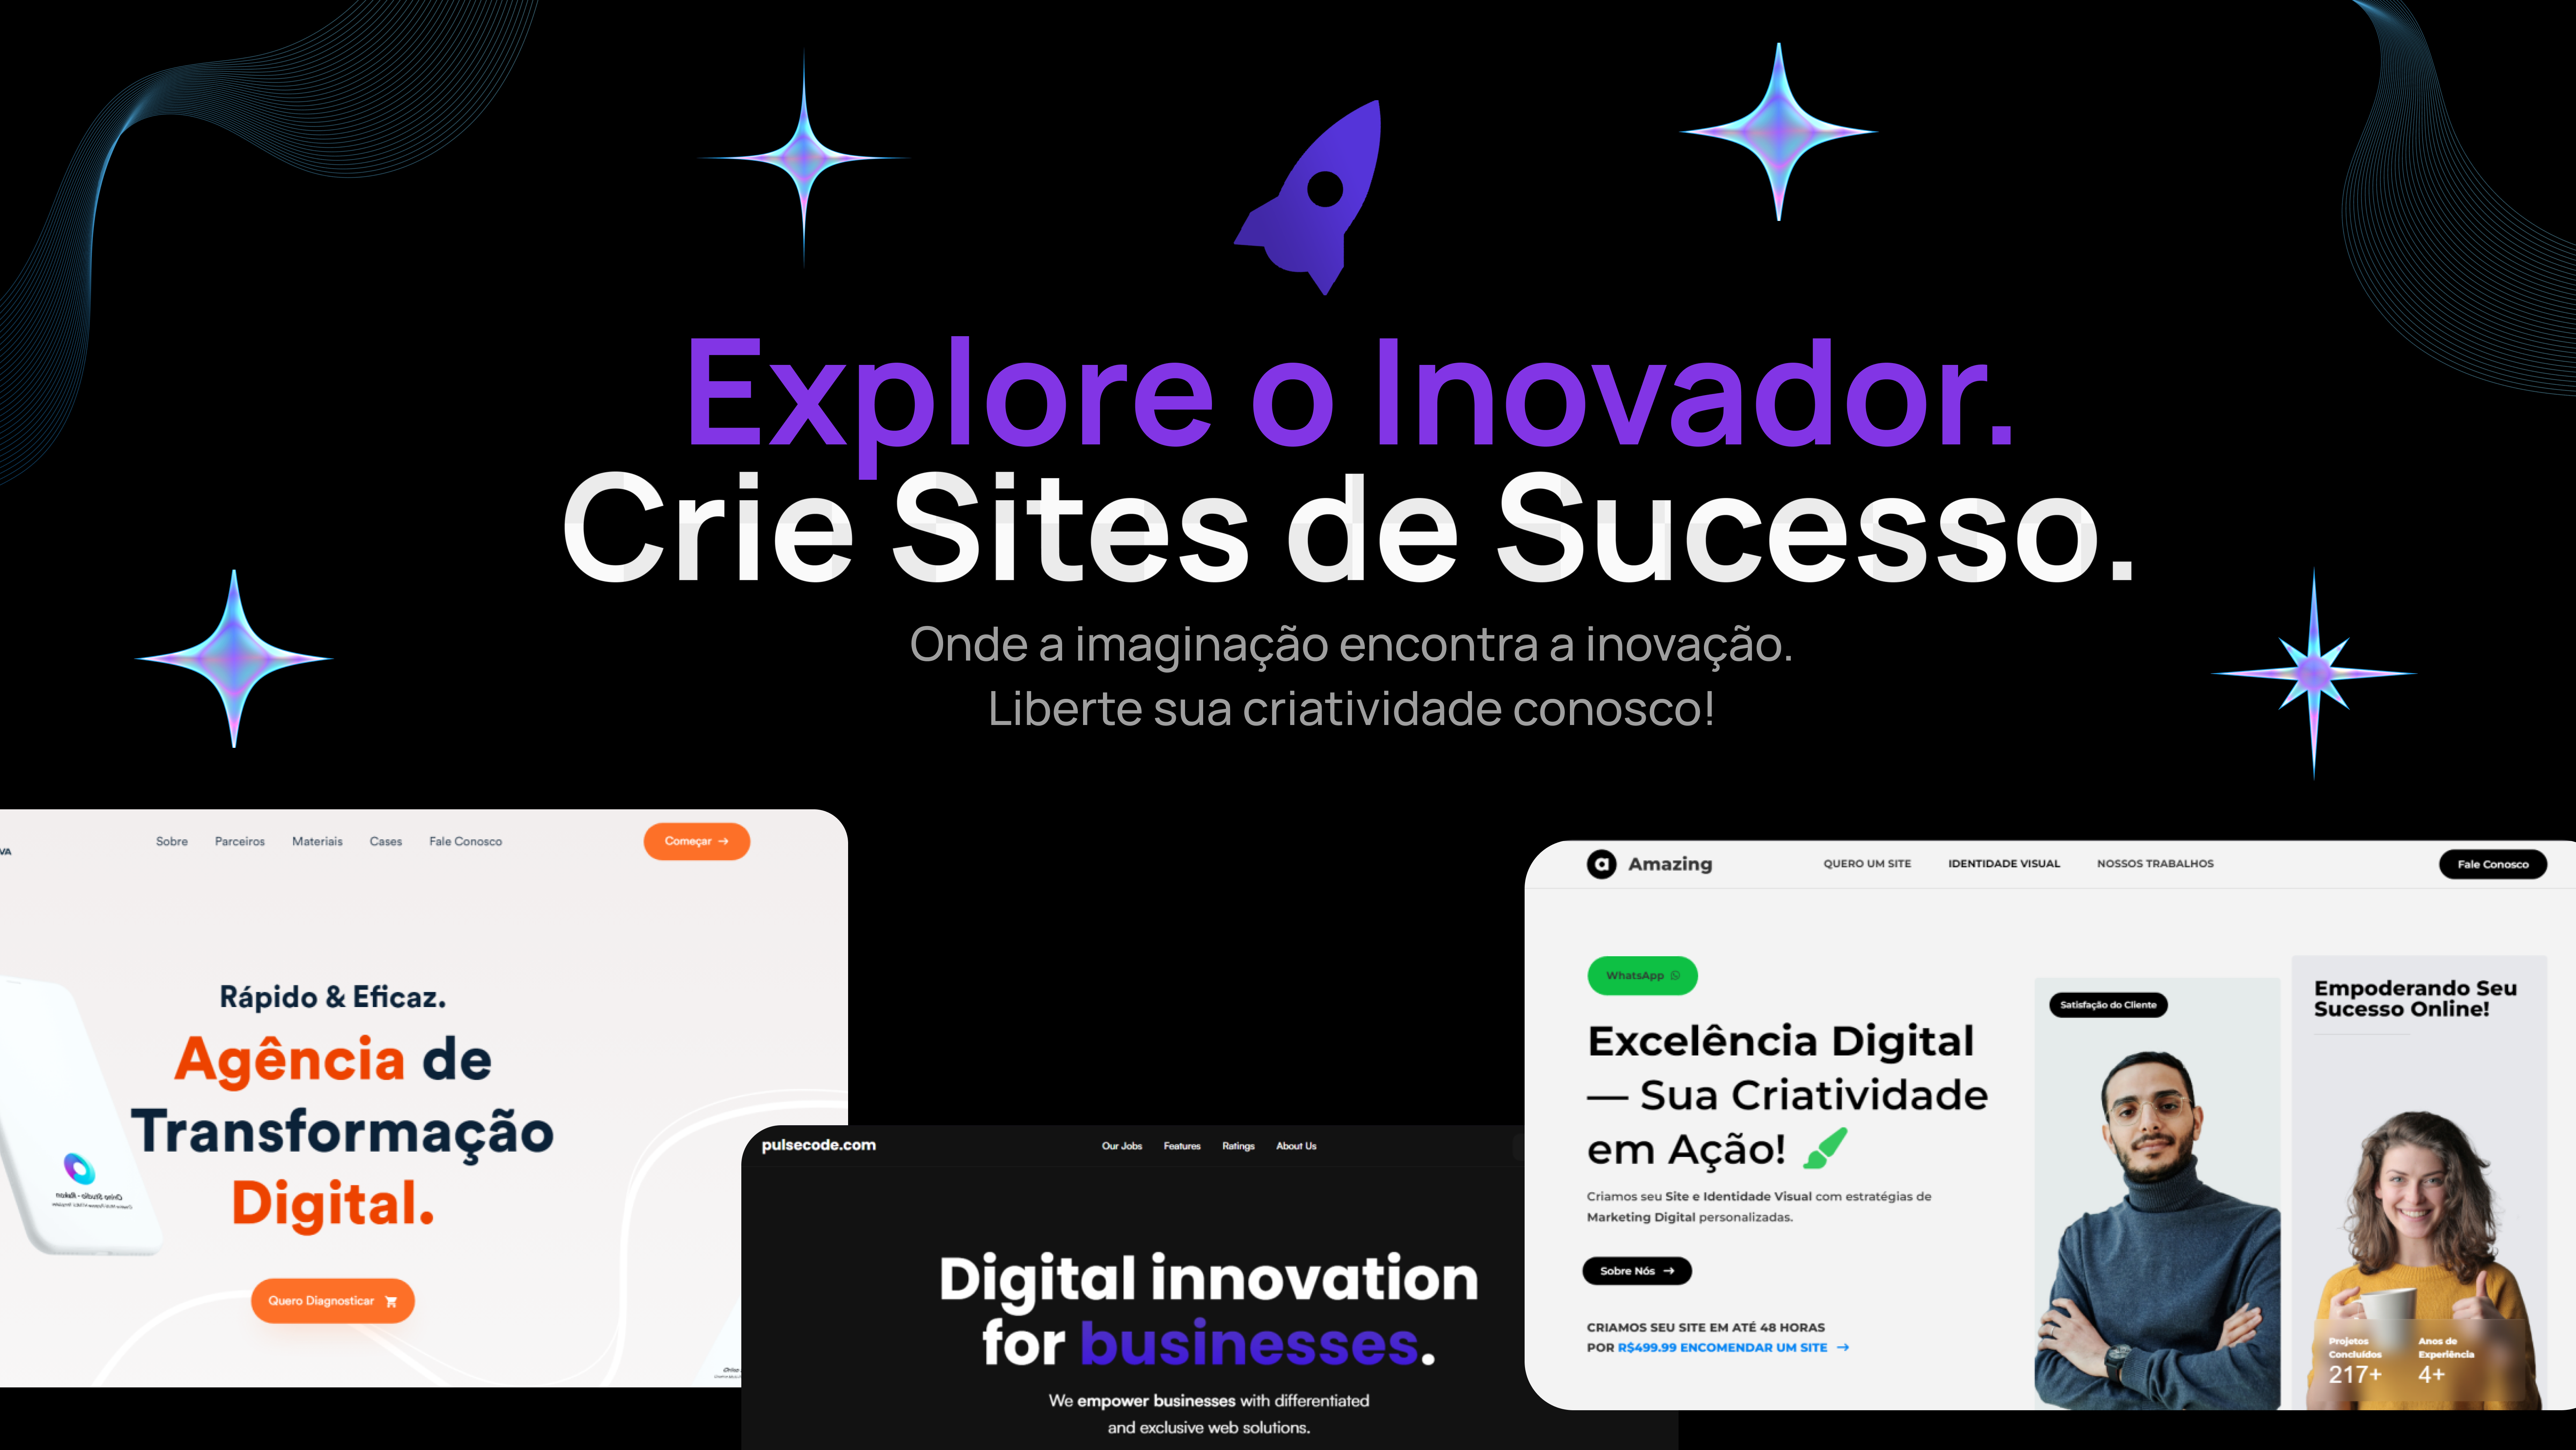 Explore o Inovador.
Crie Sites de Sucesso.
Onde a imaginação encontra a inovação.
Liberte sua criatividade conosco!
VA
Sobre Parceiros Materiais Cases Fale Conosco
Começar →
Rápido & Eficaz.
Agência de
Transformação
Digital.
Quero Diagnosticar
pulsecode.com
Our Jobs Features Ratings About Us
Digital innovation
for businesses.
We empower businesses with differentiated
and exclusive web solutions.
a Amazing
QUERO UM SITE IDENTIDADE VISUAL NOSSOS TRABALHOS
Fale Conosco
WhatsApp
Excelência Digital
— Sua Criatividade
em Ação!
Criamos seu Site e Identidade Visual com estratégias de
Marketing Digital personalizadas.
Sobre Nós →
CRIAMOS SEU SITE EM ATÉ 48 HORAS
POR R$499.99 ENCOMENDAR UM SITE →
Satisfação do Cliente
Empoderando Seu
Sucesso Online!
Projetos
Concluídos
217+
Anos de
Experiência
4+